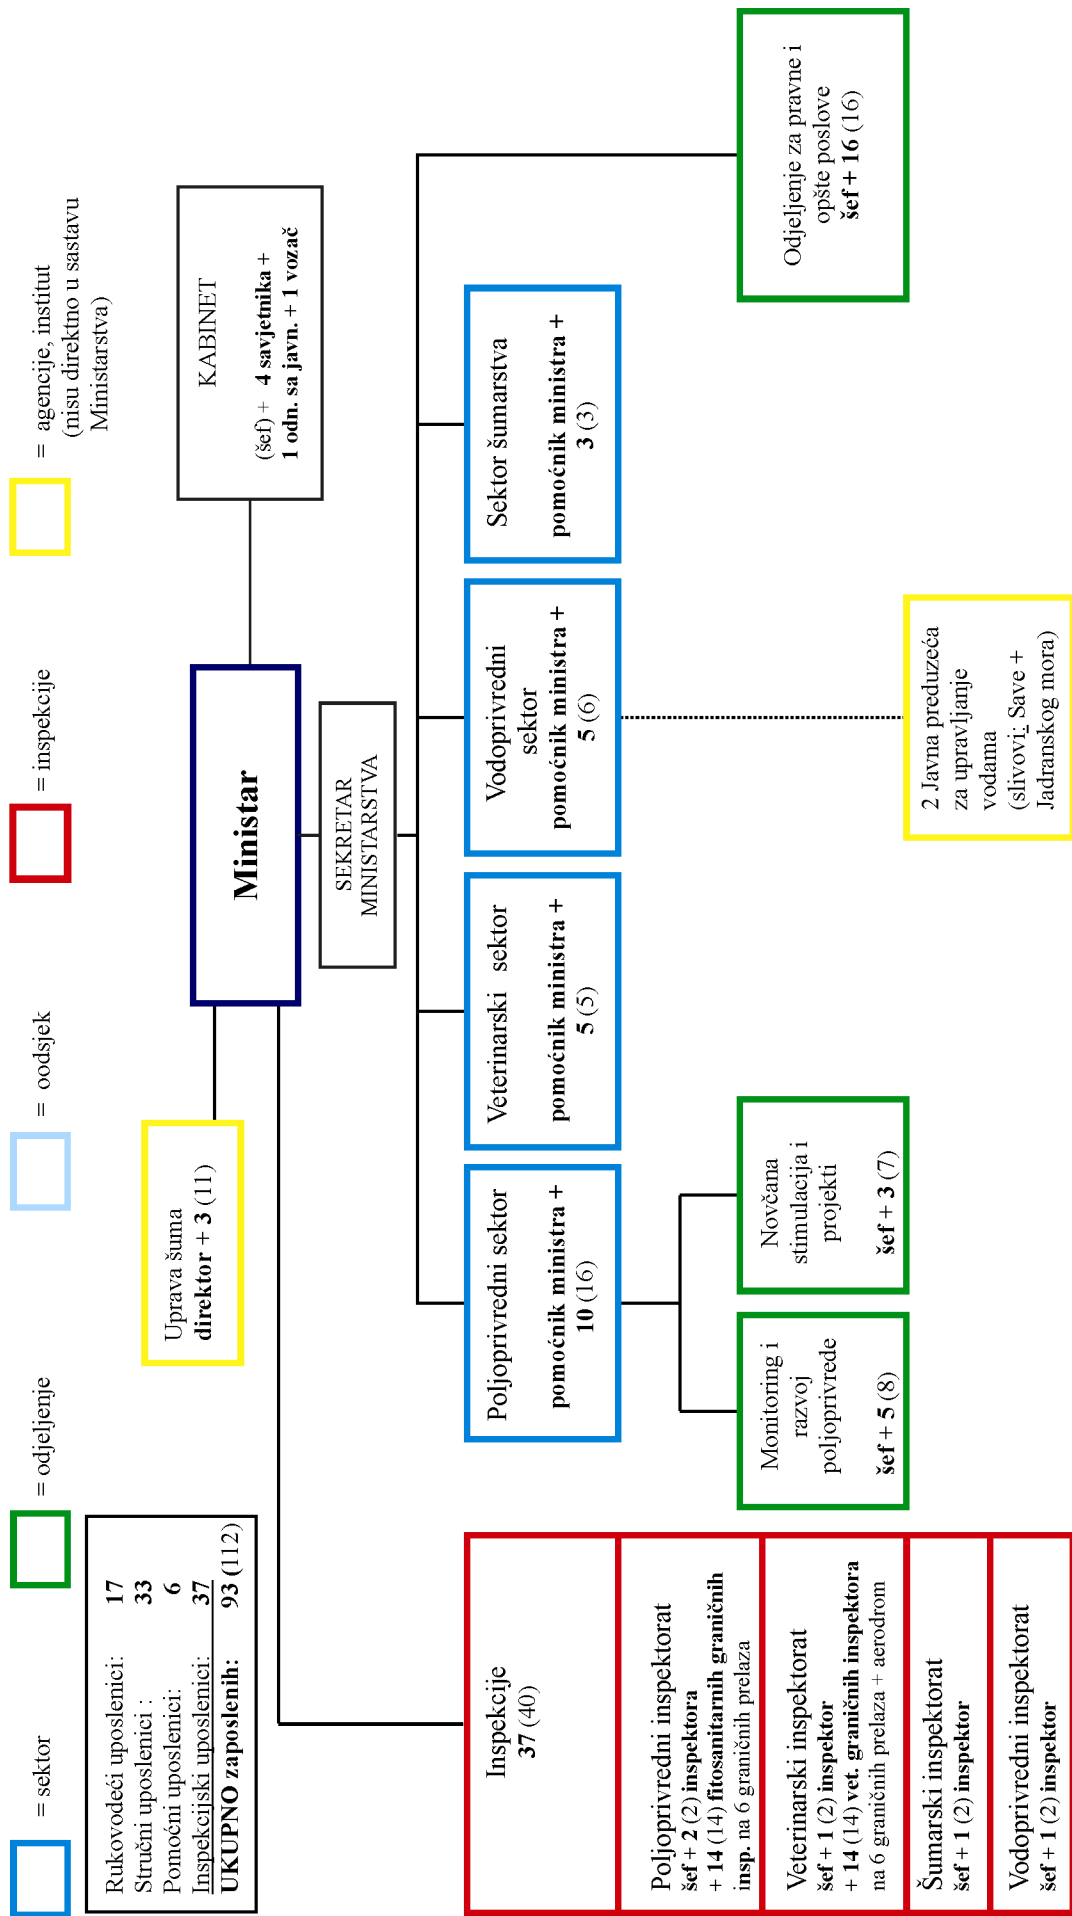 = sektor
= odjeljenje
= oodsjek
= inspekcije
= agencije, institut
(nisu direktno u sastavu
Ministarstva)
Rukovodeći uposlenici: 17
Stručni uposlenici : 33
Pomoćni uposlenici: 6
Inspekcijski uposlenici: 37
UKUPNO zaposlenih: 93 (112)
Uprava šuma
direktor + 3 (11)
Ministar
KABINET
(šef) + 4 savjetnika +
1 odn. sa javn. + 1 vozač
SEKRETAR
MINISTARSTVA
Inspekcije
37 (40)
Poljoprivredni inspektorat
šef + 2 (2) inspektora
+ 14 (14) fitosanitarnih graničnih
insp. na 6 graničnih prelaza
Veterinarski inspektorat
šef + 1 (2) inspektor
+ 14 (14) vet. graničnih inspektora
na 6 graničnih prelaza + aerodrom
Šumarski inspektorat
šef + 1 (2) inspektor
Vodoprivredni inspektorat
šef + 1 (2) inspektor
Poljoprivredni sektor
pomoćnik ministra +
10 (16)
Veterinarski sektor
pomoćnik ministra +
5 (5)
Vodoprivredni
sektor
pomoćnik ministra +
5 (6)
Sektor šumarstva
pomoćnik ministra +
3 (3)
Monitoring i
razvoj
poljoprivrede
šef + 5 (8)
Novčana
stimulacija i
projekti
šef + 3 (7)
Odjeljenje za pravne i
opšte poslove
šef + 16 (16)
2 Javna preduzeća
za upravljanje
vodama
(slivovi: Save +
Jadranskog mora)